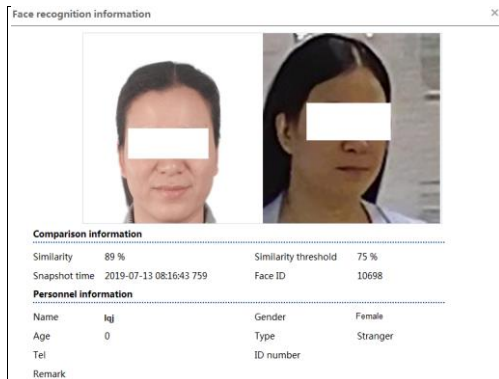 Face recognition information
Comparison information
Similarity 89 % Similarity threshold 75 %
Snapshot time 2019-07-13 08:16:43 759 Face ID 10698
Personnel information
Name lqj Gender Female
Age 0 Type Stranger
Tel ID number
Remark